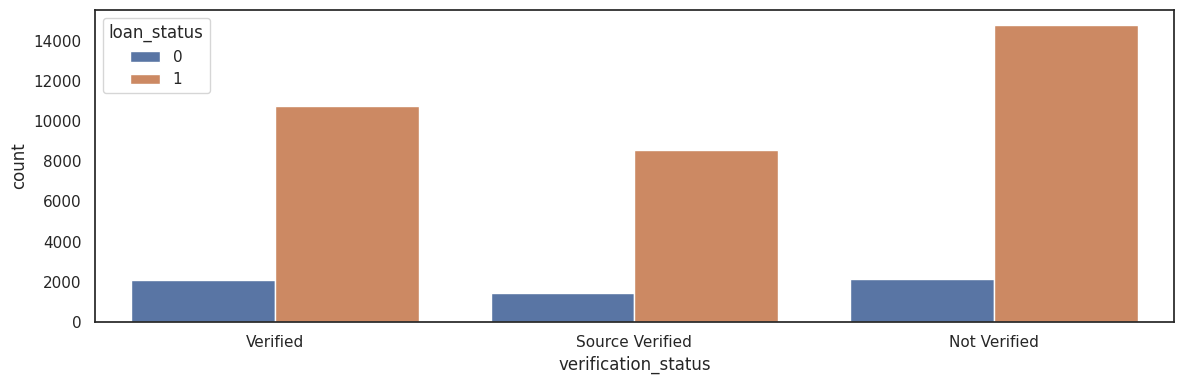 loan_status
0
1
14000
12000
10000
8000
6000
4000
2000
0
count
Verified
Source Verified
Not Verified
verification_status